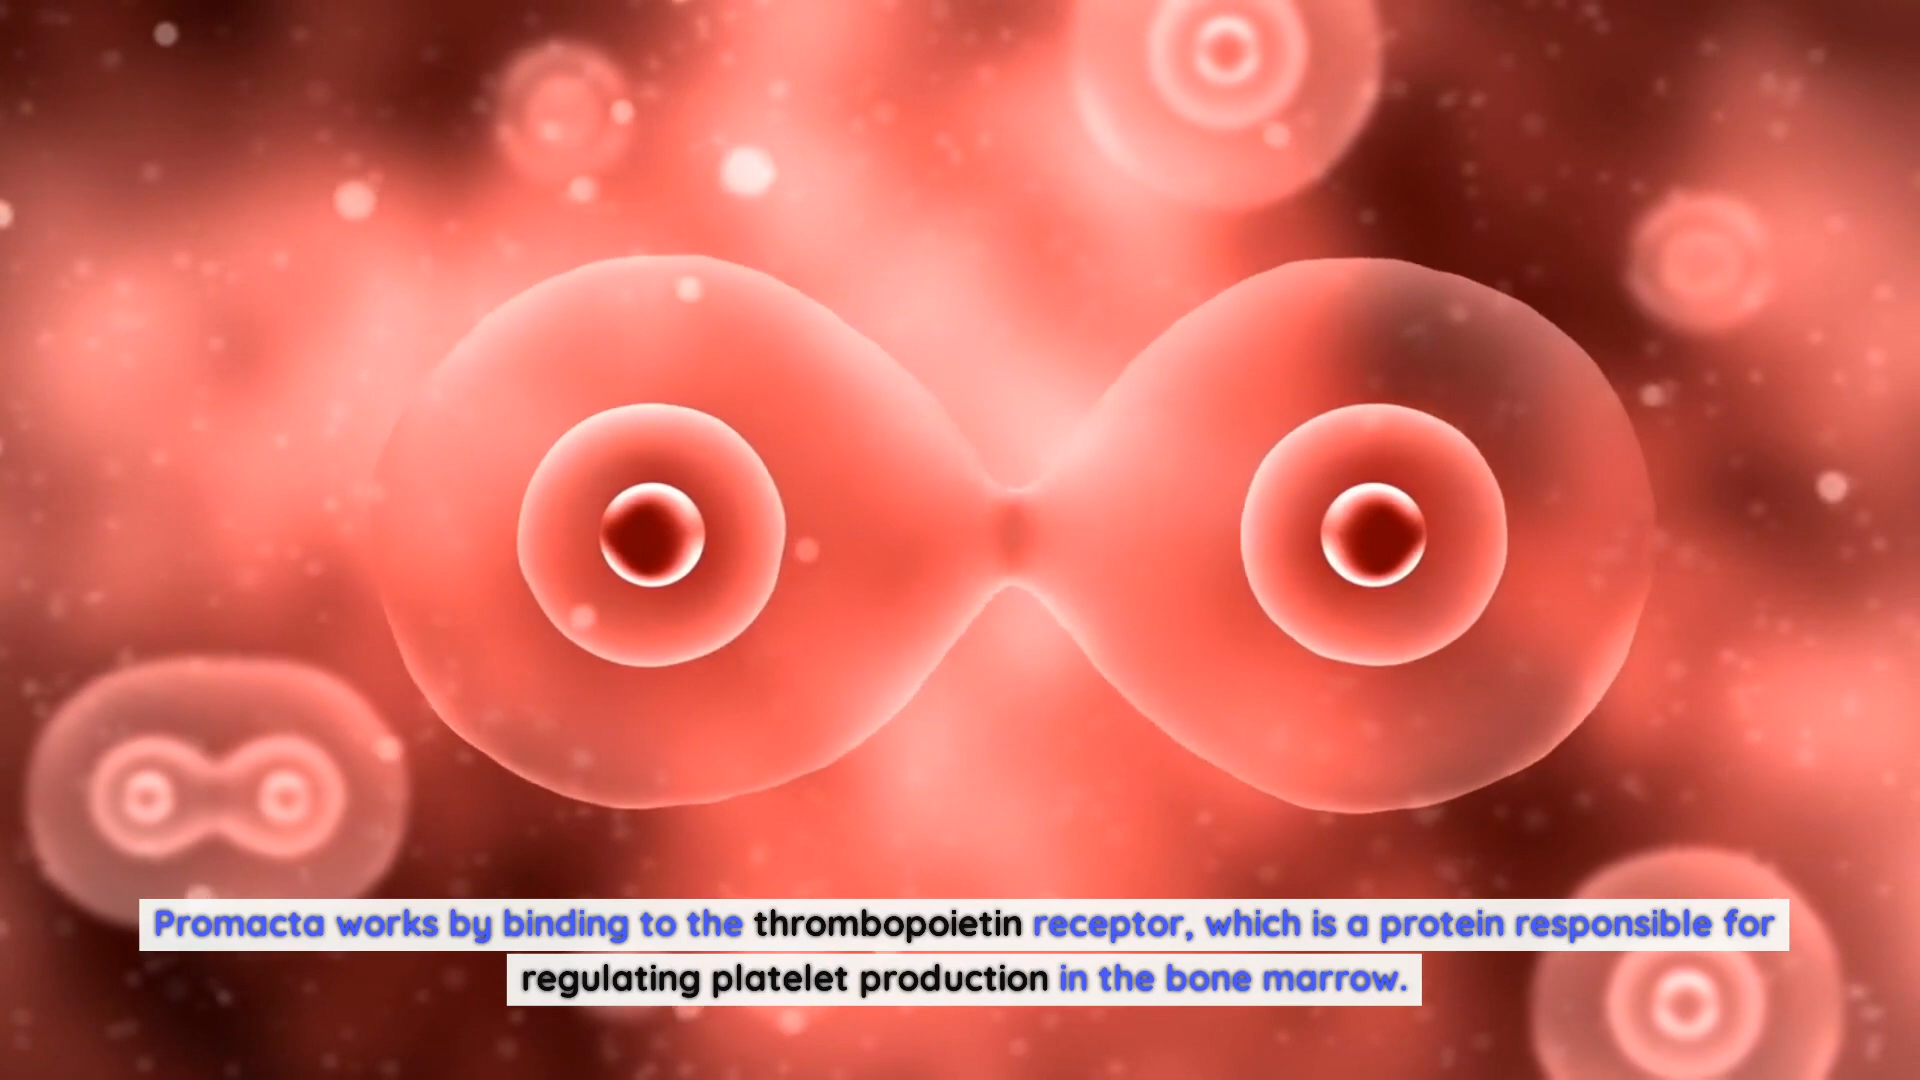 Promacta works by binding to the thrombopoietin receptor, which is a protein responsible for
regulating platelet production in the bone marrow.